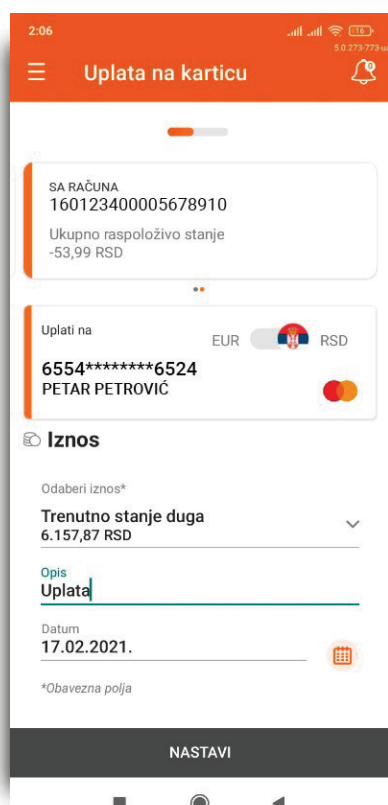 2:06
16
5.0.273-773-u
Uplata na karticu
SA RAČUNA
160123400005678910
Ukupno raspoloživo stanje
-53,99 RSD
Uplati na
EUR RSD
6554********6524
PETAR PETROVIĆ
Iznos
Odaberi iznos*
Trenutno stanje duga
6.157,87 RSD
Opis
Uplata
Datum
17.02.2021.
*Obavezna polja
NASTAVI